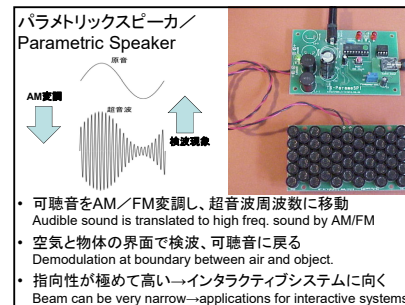 パラメトリックスピーカ／
Parametric Speaker
原音
AM変調
超音波
検波現象
• 可聴音をAM／FM変調し、超音波周波数に移動
Audible sound is translated to high freq. sound by AM/FM
• 空気と物体の界面で検波、可聴音に戻る
Demodulation at boundary between air and object.
• 指向性が極めて高い→インタラクティブシステムに向く
Beam can be very narrow→applications for interactive systems